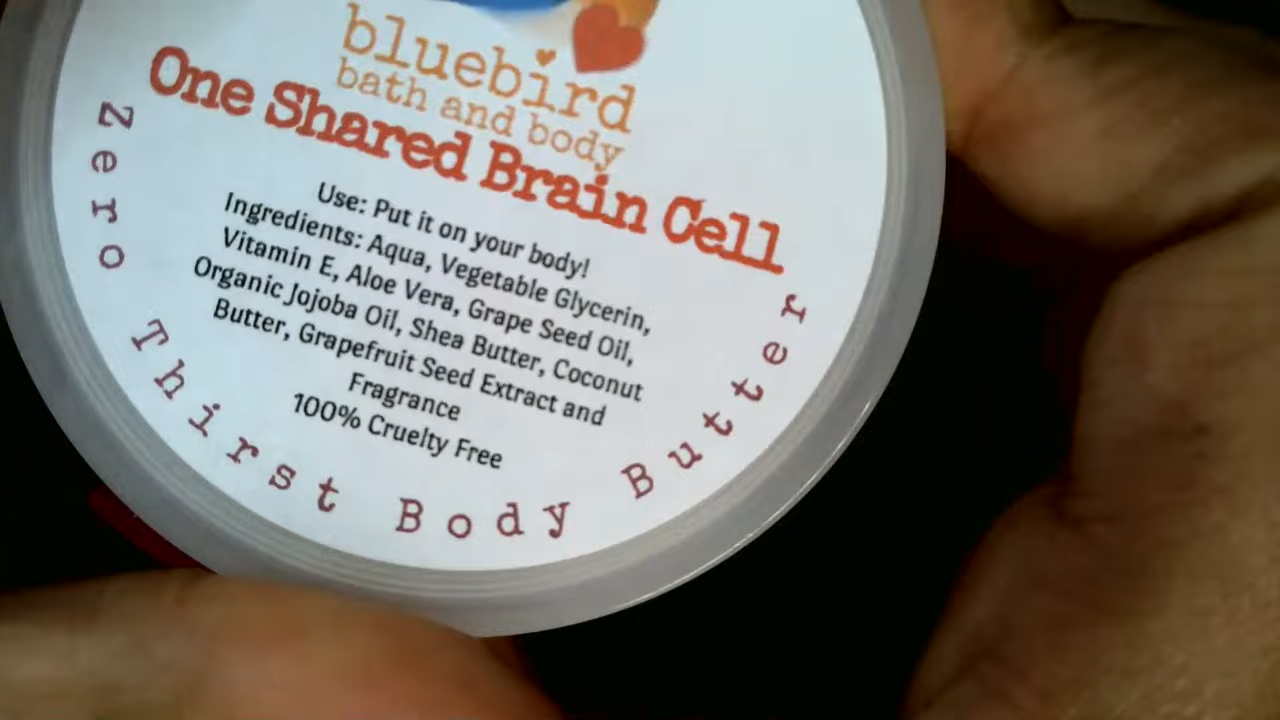 bluebird
bath and body
One Shared Brain Cell
Use: Put it on your body!
Ingredients: Aqua, Vegetable Glycerin,
Vitamin E, Aloe Vera, Grape Seed Oil,
Organic Jojoba Oil, Shea Butter, Coconut
Butter, Grapefruit Seed Extract and
Fragrance
100% Cruelty Free
Zero Thirst Body Butter